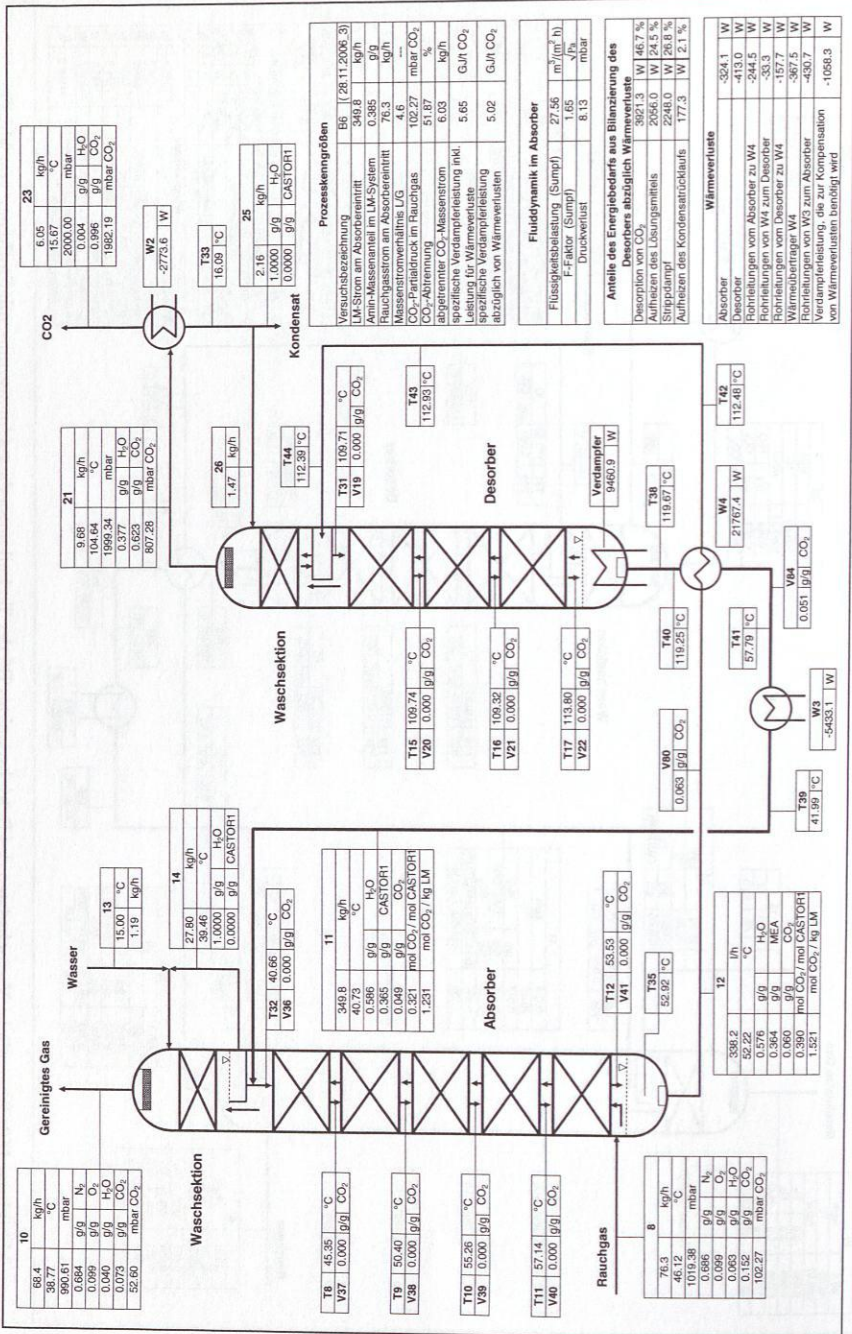 10
68.4 kg/h
38.77 °C
990.61 mbar
0.684 g/g N₂
0.099 g/g O₂
0.040 g/g H₂O
0.073 g/g CO₂
52.60 mbar CO₂
Gereinigtes Gas
Waschsektion
Wasser
13
15.00 °C
1.19 kg/h
14
27.80 kg/h
39.46 °C
1.0000 g/g H₂O
0.0000 g/g CASTOR1
T32 40.66 °C
V36 0.000 g/g CO₂
11
349.8 kg/h
40.73 °C
0.586 g/g H₂O
0.365 g/g CASTOR1
0.049 g/g CO₂
0.321 mol CO₂/ mol CASTOR1
1.231 mol CO₂ / kg LM
Absorber
T8 45.35 °C
V37 0.000 g/g CO₂
T9 50.40 °C
V38 0.000 g/g CO₂
T10 55.26 °C
V39 0.000 g/g CO₂
T11 57.14 °C
V40 0.000 g/g CO₂
T12 53.53 °C
V41 0.000 g/g CO₂
T35
52.92 °C
Rauchgas
8
76.3 kg/h
46.12 °C
1019.38 mbar
0.686 g/g N₂
0.099 g/g O₂
0.063 g/g H₂O
0.152 g/g CO₂
102.27 mbar CO₂
12
338.2 l/h
52.22 °C
0.576 g/g H₂O
0.364 g/g MEA
0.060 g/g CO₂
0.390 mol CO₂/ mol CASTOR1
1.521 mol CO₂ / kg LM
21
9.68 kg/h
104.64 °C
1999.34 mbar
0.377 g/g H₂O
0.623 g/g CO₂
807.28 mbar CO₂
CO2
23
6.05 kg/h
15.67 °C
2000.00 mbar
0.004 g/g H₂O
0.996 g/g CO₂
1982.19 mbar CO₂
W2
-2773.6 W
T33
16.09 °C
25
2.16 kg/h
1.0000 g/g H₂O
0.0000 g/g CASTOR1
Kondensat
26
1.47 kg/h
Waschsektion
T44
112.39 °C
T31 109.71 °C
V19 0.000 g/g CO₂
T43
112.93 °C
Desorber
T15 109.74 °C
V20 0.000 g/g CO₂
T16 109.32 °C
V21 0.000 g/g CO₂
T17 113.80 °C
V22 0.000 g/g CO₂
Verdampfer
9460.9 W
T38
119.67 °C
T40
119.25 °C
W4
21767.4 W
T42
112.48 °C
T41
57.79 °C
V84
0.051 g/g CO₂
V80
0.063 g/g CO₂
W3
-5433.1 W
T39
41.99 °C
Prozesskenngrößen
Versuchsbezeichnung B6 ( 28.11.2006_3)
LM-Strom am Absorbereintritt 349.8 kg/h
Amin-Massenanteil im LM-System 0.385 g/g
Rauchgasstrom am Absorbereintritt 76.3 kg/h
Massenstromverhältnis L/G 4.6 ---
CO₂-Partialdruck im Rauchgas 102.27 mbar CO₂
CO₂-Abtrennung 51.87 %
abgetrennter CO₂-Massenstrom 6.03 kg/h
spezifische Verdampferleistung inkl.
Leistung für Wärmeverluste 5.65 GJ/t CO₂
spezifische Verdampferleistung
abzüglich von Wärmeverlusten 5.02 GJ/t CO₂
Fluiddynamik im Absorber
Flüssigkeitsbelastung (Sumpf) 27.56 m³/(m² h)
F-Faktor (Sumpf) 1.65 √Pa
Druckverlust 8.13 mbar
Anteile des Energiebedarfs aus Bilanzierung des
Desorbers abzüglich Wärmeverluste
Desorption von CO₂ 3921.3 W 46.7 %
Aufheizen des Lösungsmittels 2056.0 W 24.5 %
Strippdampf 2248.0 W 26.8 %
Aufheizen des Kondensatrücklaufs 177.3 W 2.1 %
Wärmeverluste
Absorber -324.1 W
Desorber -413.0 W
Rohrleitungen vom Absorber zu W4 -244.5 W
Rohrleitungen von W4 zum Desorber -33.3 W
Rohrleitungen vom Desorber zu W4 -157.7 W
Wärmeübertrager W4 -367.5 W
Rohrleitungen von W3 zum Absorber -430.7 W
Verdampferleistung, die zur Kompensation
von Wärmeverlusten benötigt wird -1058.3 W